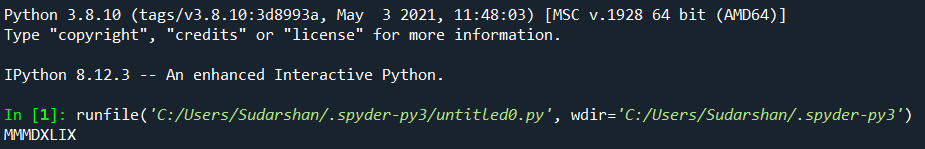 Python 3.8.10 (tags/v3.8.10:3d8993a, May  3 2021, 11:48:03) [MSC v.1928 64 bit (AMD64)]
Type "copyright", "credits" or "license" for more information.
IPython 8.12.3 -- An enhanced Interactive Python.
In [1]: runfile('C:/Users/Sudarshan/.spyder-py3/untitled0.py', wdir='C:/Users/Sudarshan/.spyder-py3')
MMMDXLIX